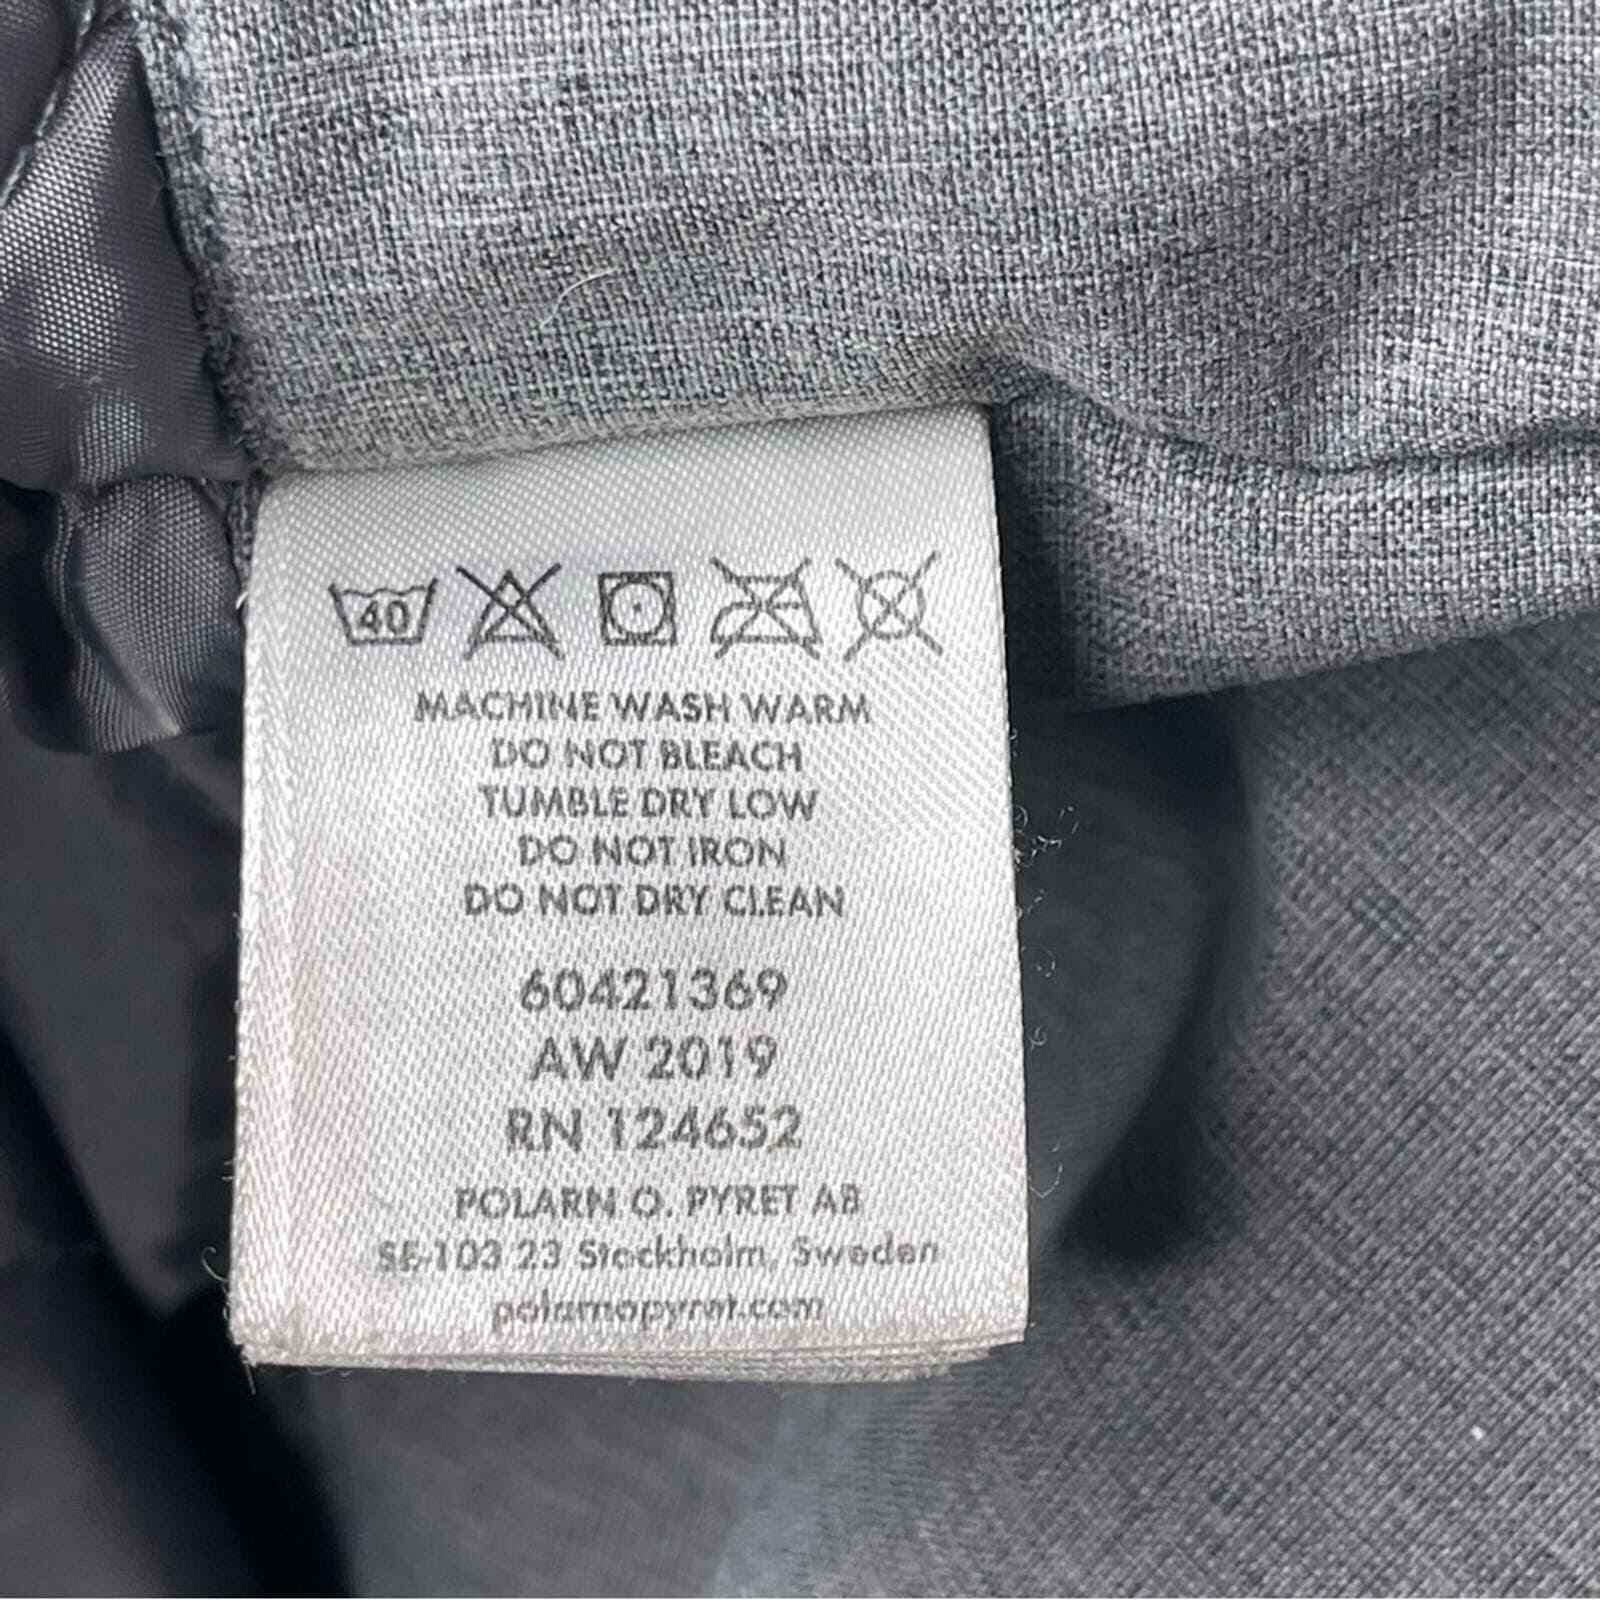 40
MACHINE WASH WARM
DO NOT BLEACH
TUMBLE DRY LOW
DO NOT IRON
DO NOT DRY CLEAN
60421369
AW 2019
RN 124652
POLARN O. PYRET AB
SE-103 23 Stockholm, Sweden
polarnopyret.com